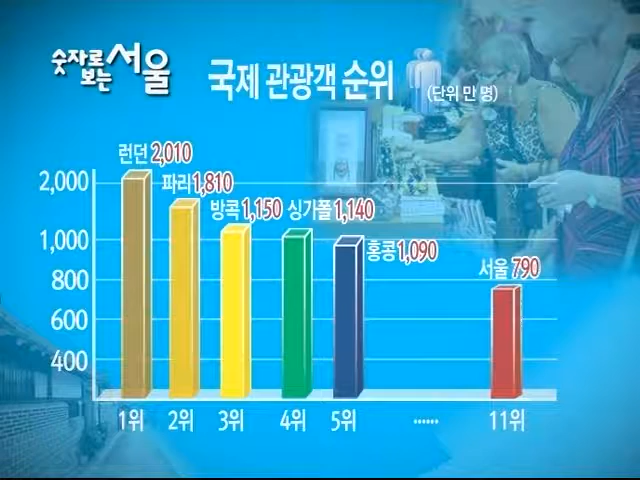 숫자로
보는 서울
국제 관광객 순위
(단위 만 명)
런던 2,010
파리 1,810
방콕 1,150
싱가폴 1,140
홍콩 1,090
서울 790
2,000
1,000
800
600
400
1위 2위 3위 4위 5위 ...... 11위